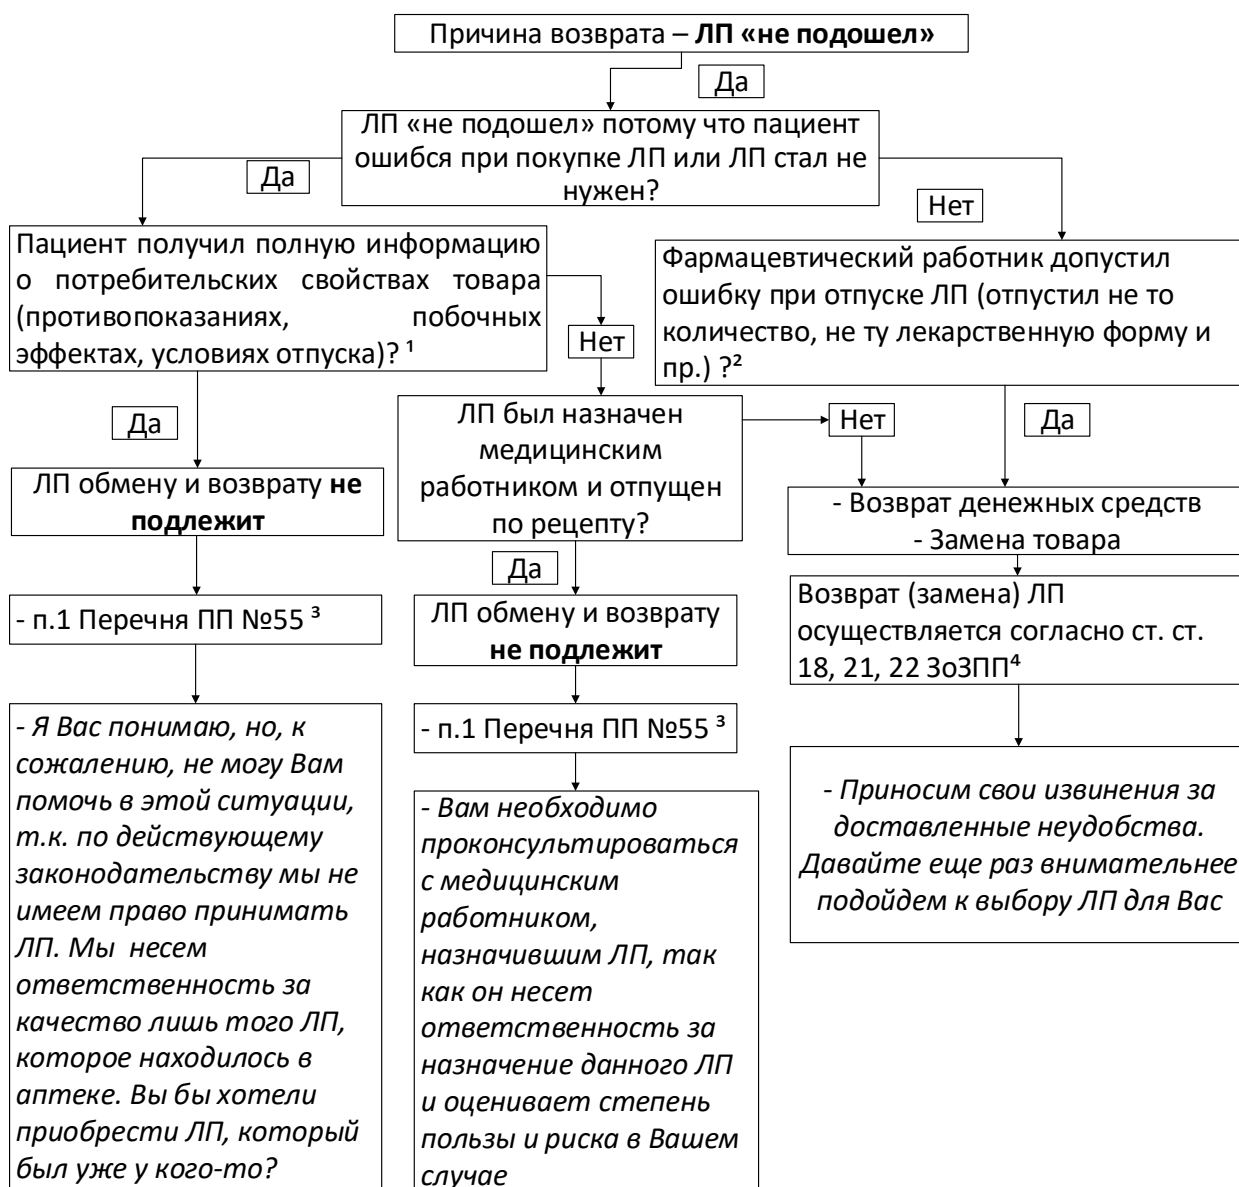 Причина возврата – ЛП «не подошел»
Да
ЛП «не подошел» потому что пациент
ошибся при покупке ЛП или ЛП стал не
нужен?
Да
Нет
Пациент получил полную информацию
о потребительских свойствах товара
(противопоказаниях, побочных
эффектах, условиях отпуска)? ¹
Фармацевтический работник допустил
ошибку при отпуске ЛП (отпустил не то
количество, не ту лекарственную форму и
пр.) ?²
Нет
Да
ЛП был назначен
медицинским
работником и отпущен
по рецепту?
Нет
Да
ЛП обмену и возврату не
подлежит
- Возврат денежных средств
- Замена товара
Да
- п.1 Перечня ПП №55 ³
ЛП обмену и возврату
не подлежит
Возврат (замена) ЛП
осуществляется согласно ст. ст.
18, 21, 22 ЗоЗПП⁴
- Я Вас понимаю, но, к
сожалению, не могу Вам
помочь в этой ситуации,
т.к. по действующему
законодательству мы не
имеем право принимать
ЛП. Мы несем
ответственность за
качество лишь того ЛП,
которое находилось в
аптеке. Вы бы хотели
приобрести ЛП, который
был уже у кого-то?
- п.1 Перечня ПП №55 ³
- Вам необходимо
проконсультироваться
с медицинским
работником,
назначившим ЛП, так
как он несет
ответственность за
назначение данного ЛП
и оценивает степень
пользы и риска в Вашем
случае
- Приносим свои извинения за
доставленные неудобства.
Давайте еще раз внимательнее
подойдем к выбору ЛП для Вас